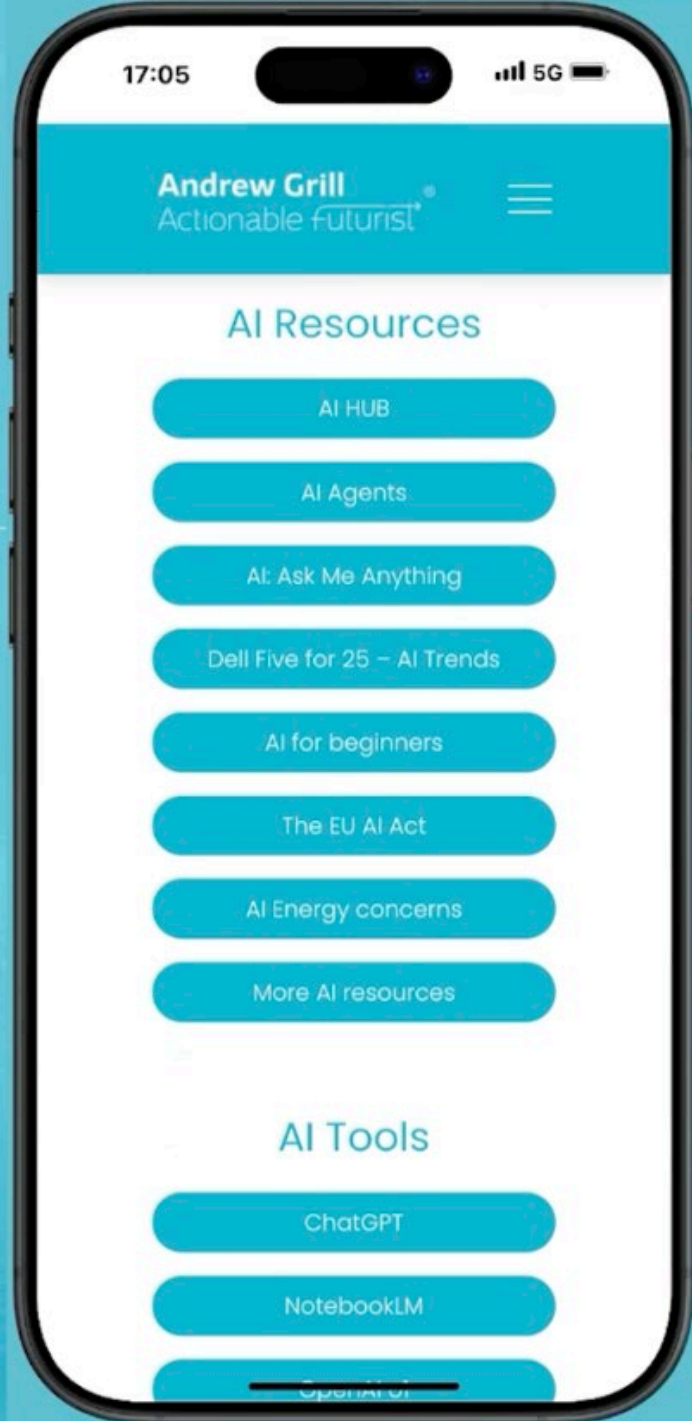 17:05
5G
Andrew Grill
Actionable Futurist®
AI Resources
AI HUB
AI Agents
AI: Ask Me Anything
Dell Five for 25 – AI Trends
AI for beginners
The EU AI Act
AI Energy concerns
More AI resources
AI Tools
ChatGPT
NotebookLM
OpenAI o1